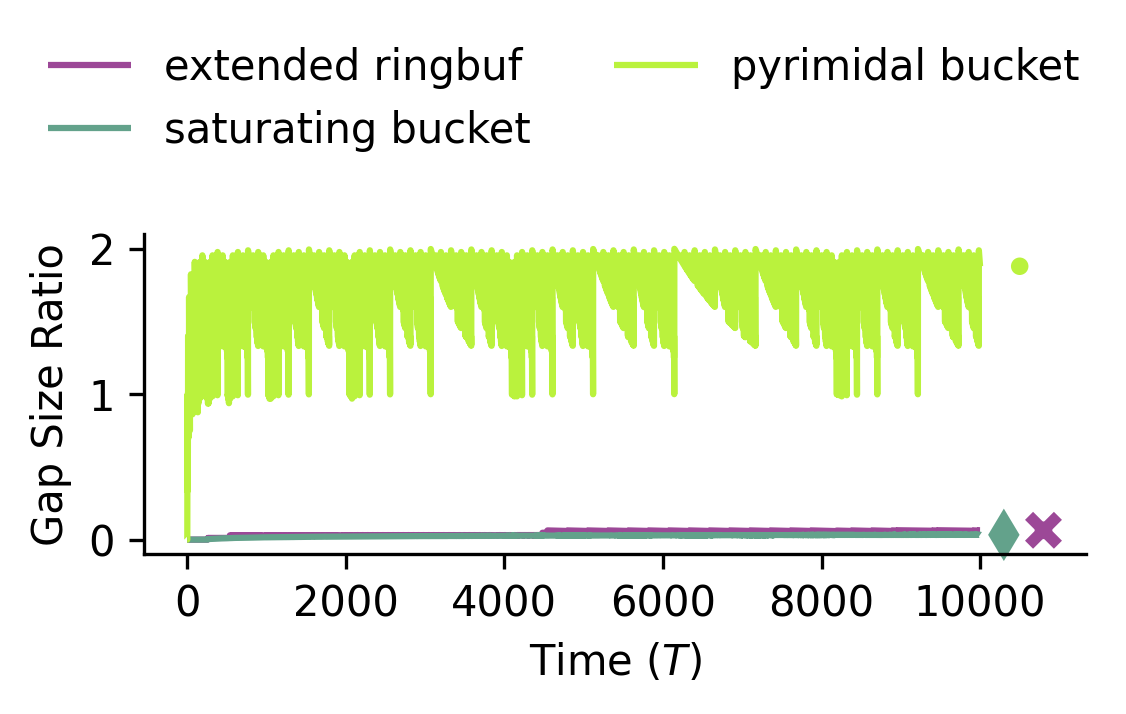 extended ringbuf
pyrimidal bucket
saturating bucket
Gap Size Ratio
2
1
0
0 2000 4000 6000 8000 10000
Time (T)